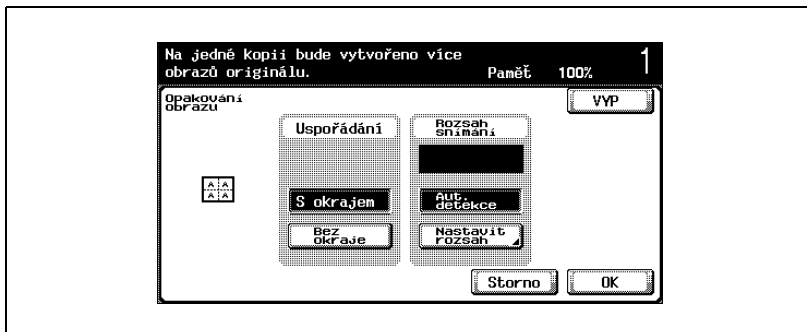 Na jedné kopii bude vytvořeno více
obrazů originálu.
Paměť 100% 1
Opakování
obrazu
VYP
Uspořádání
Rozsah
snímání
A A
A A
S okrajem
Aut.
detekce
Bez
okraje
Nastavit
rozsah
Storno
OK